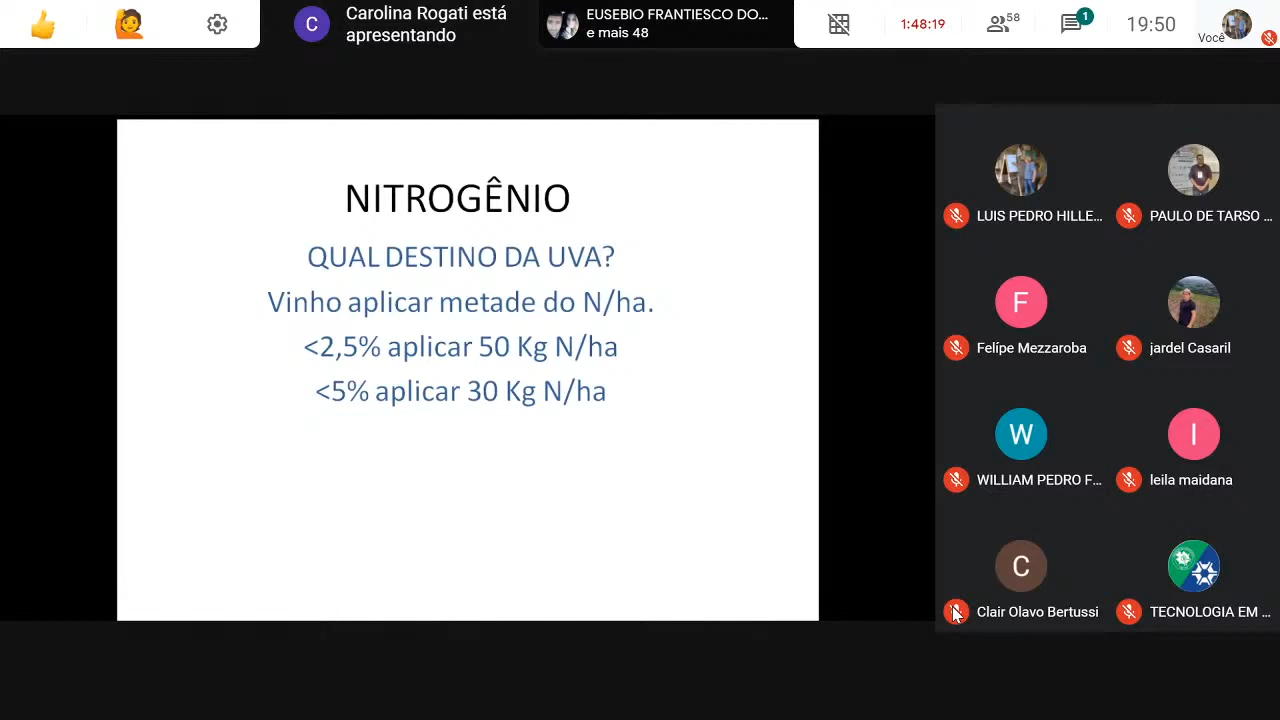 Carolina Rogati está
apresentando
C
EUSEBIO FRANTIESCO DO...
e mais 48
1:48:19
58
1
19:50
Você
NITROGÊNIO
QUAL DESTINO DA UVA?
Vinho aplicar metade do N/ha.
<2,5% aplicar 50 Kg N/ha
<5% aplicar 30 Kg N/ha
LUIS PEDRO HILLE...
PAULO DE TARSO ...
F
Felípe Mezzaroba
jardel Casaril
W
WILLIAM PEDRO F...
l
leila maidana
C
Clair Olavo Bertussi
TECNOLOGIA EM ...